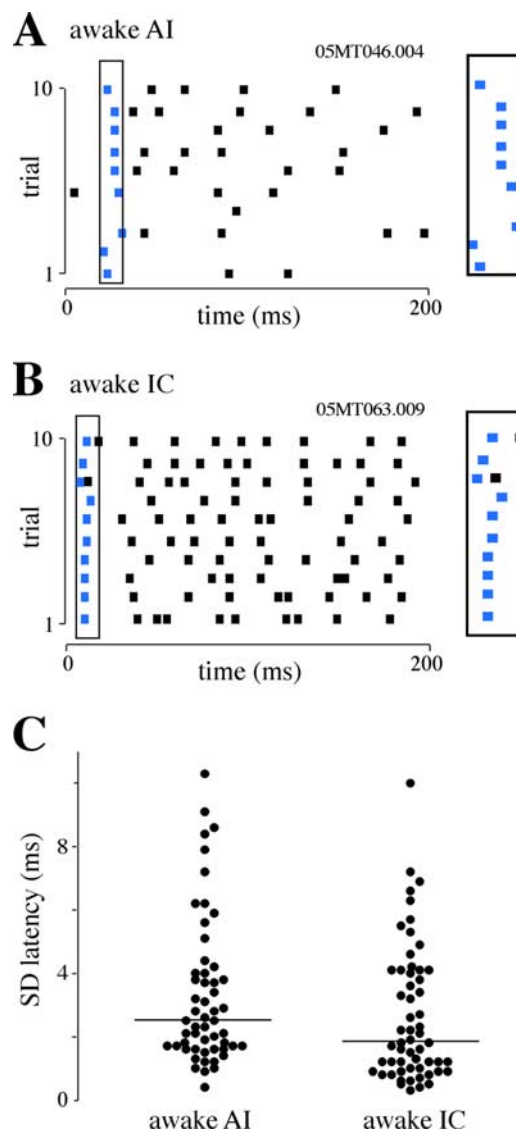 A awake AI
05MT046.004
10
trial
1
0 200
time (ms)
B awake IC
05MT063.009
10
trial
1
0 200
time (ms)
C
8
SD latency (ms)
4
0
awake AI awake IC